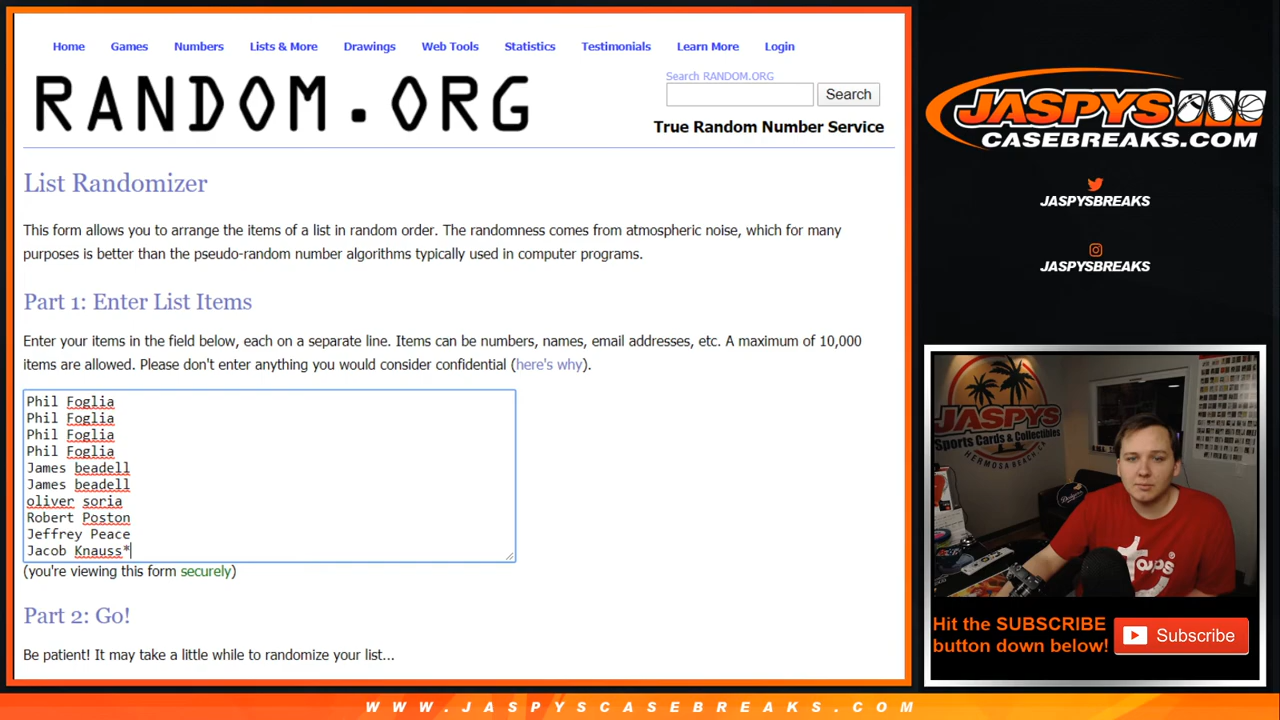 Home Games Numbers Lists & More Drawings Web Tools Statistics Testimonials Learn More Login
RANDOM.ORG
Search RANDOM.ORG
Search
True Random Number Service
List Randomizer
This form allows you to arrange the items of a list in random order. The randomness comes from atmospheric noise, which for many
purposes is better than the pseudo-random number algorithms typically used in computer programs.
Part 1: Enter List Items
Enter your items in the field below, each on a separate line. Items can be numbers, names, email addresses, etc. A maximum of 10,000
items are allowed. Please don't enter anything you would consider confidential (here's why).
Phil Foglia
Phil Foglia
Phil Foglia
Phil Foglia
James beadell
James beadell
oliver soria
Robert Poston
Jeffrey Peace
Jacob Knauss*
(you're viewing this form securely)
Part 2: Go!
Be patient! It may take a little while to randomize your list...
JASPYS
CASEBREAKS.COM
JASPYSBREAKS
JASPYSBREAKS
JASPYS
Sports Cards & Collectibles
HERMOSA BEACH, CA
Dodgers
Hit the SUBSCRIBE
button down below!
Subscribe
WWW.JASPYSCASEBREAKS.COM